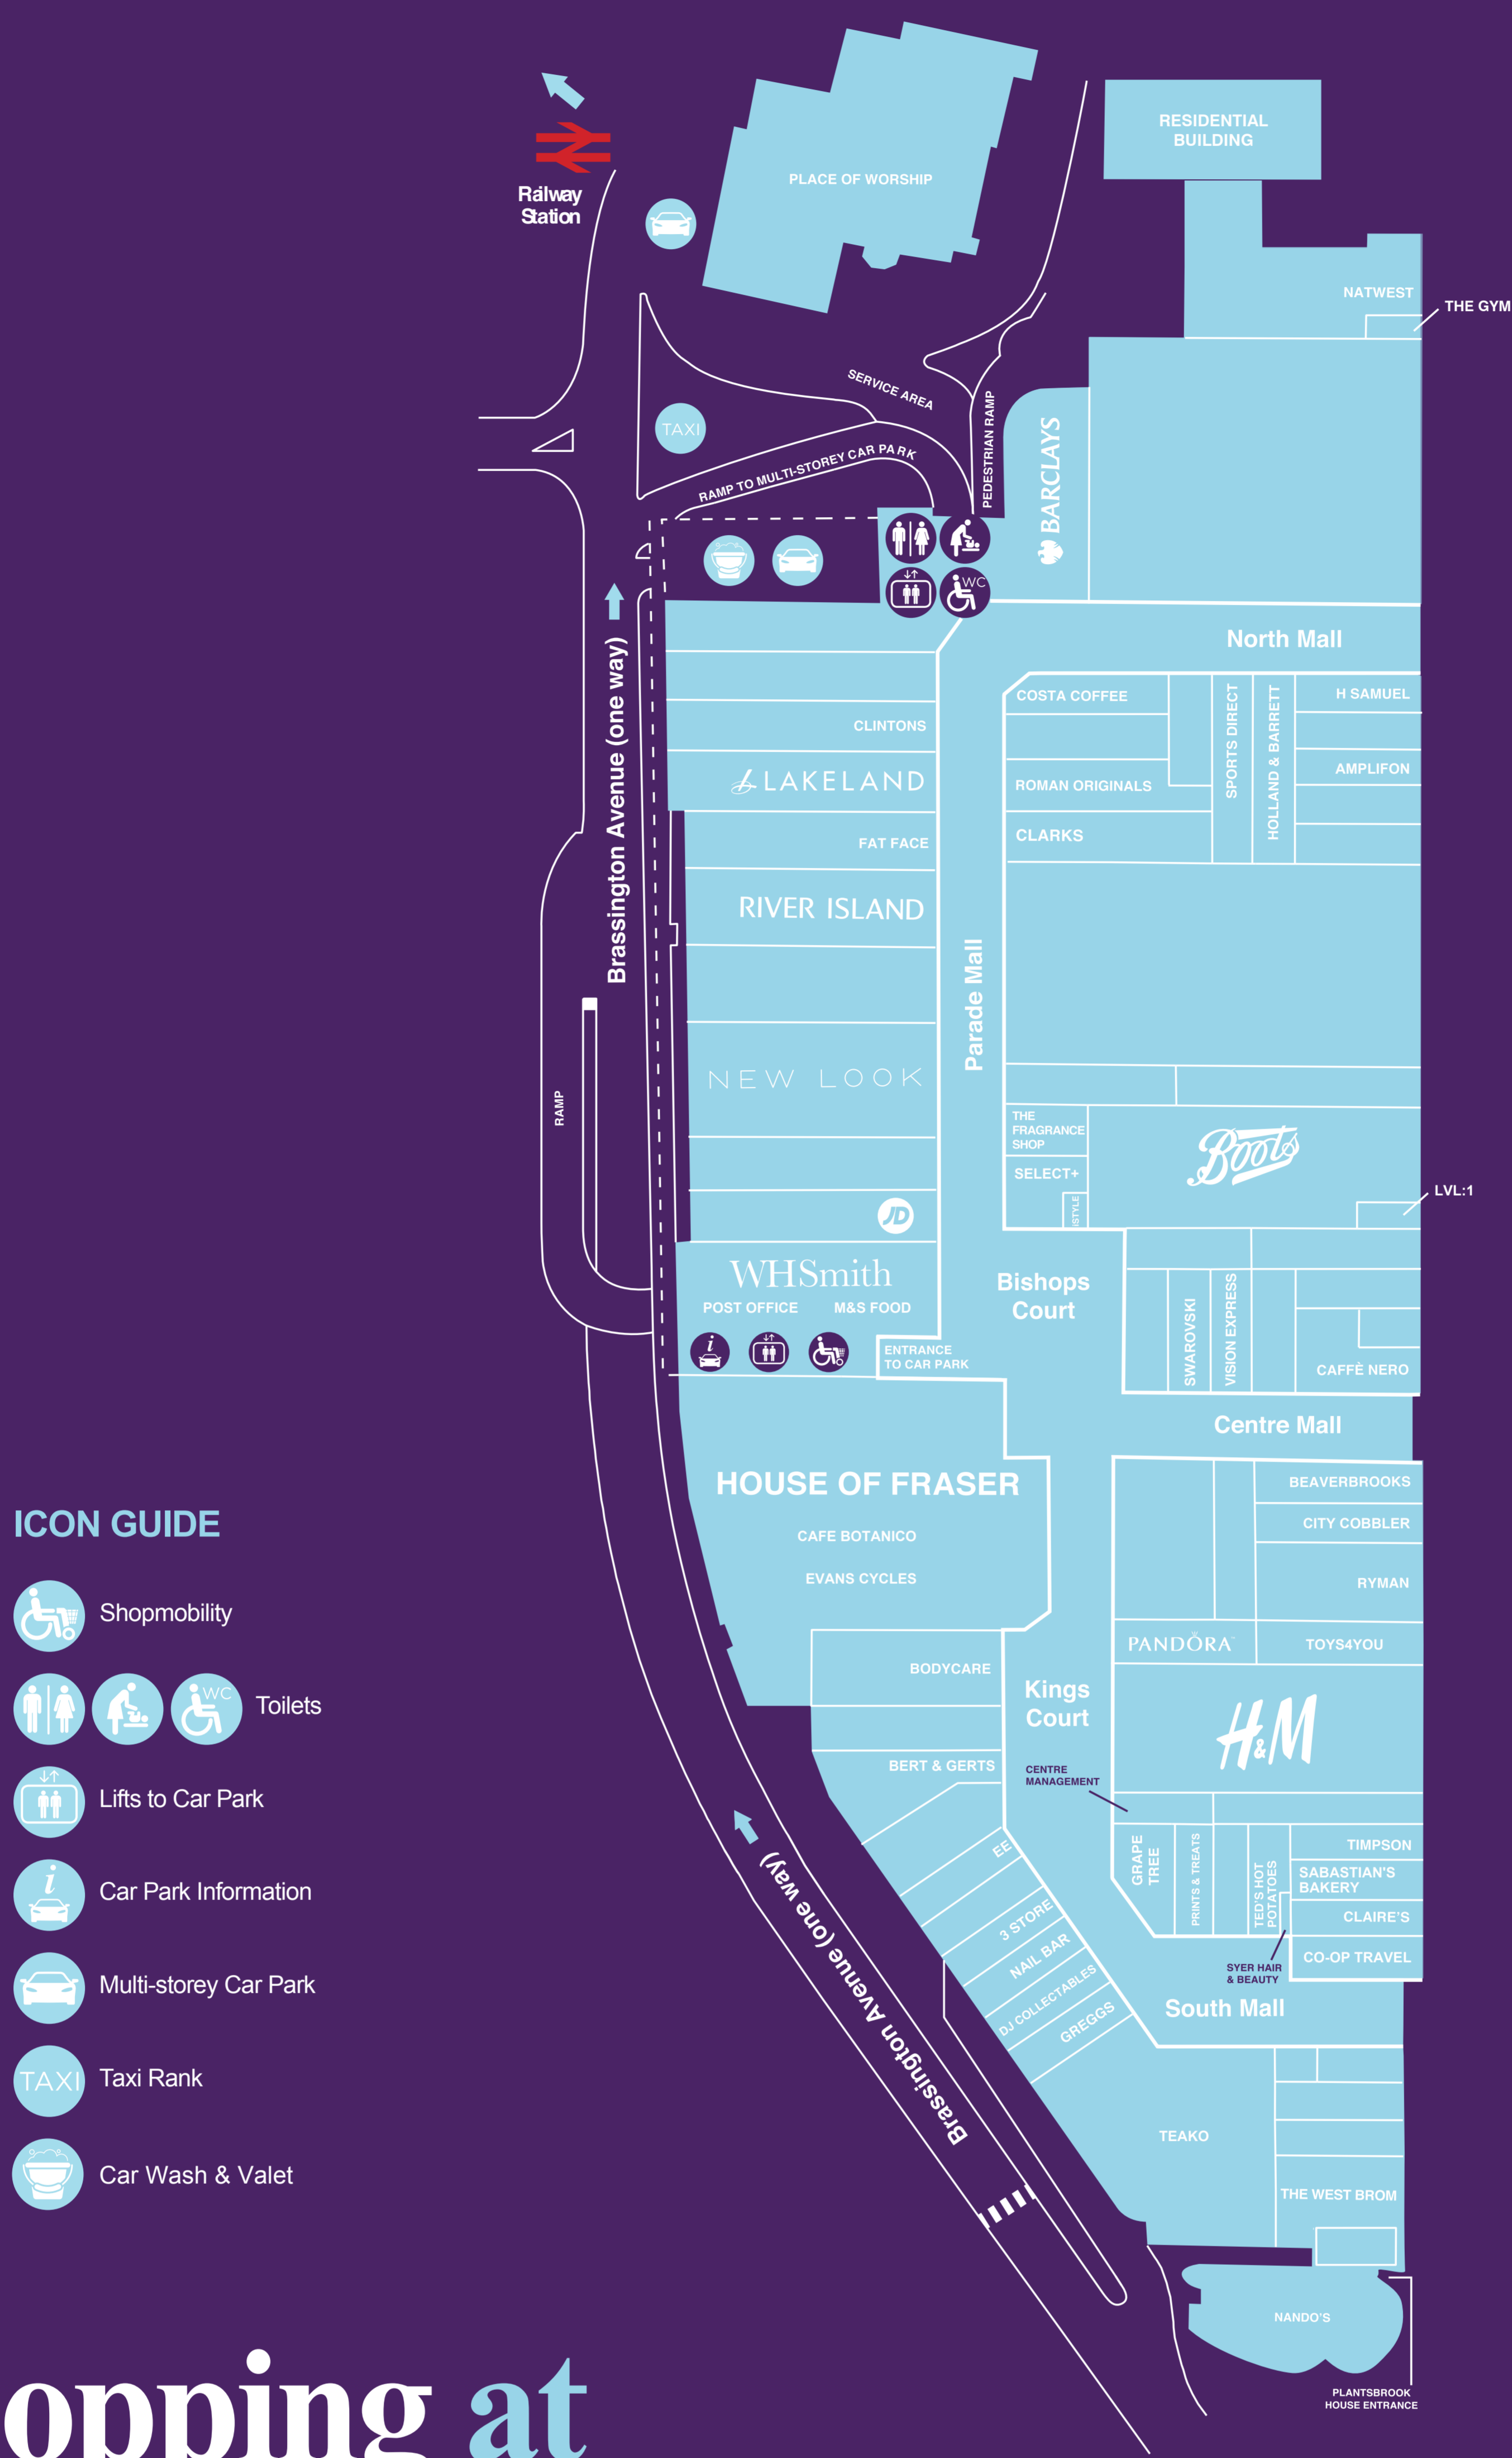 Railway
Station
PLACE OF WORSHIP
RESIDENTIAL
BUILDING
NATWEST
THE GYM
TAXI
SERVICE AREA
RAMP TO MULTI-STOREY CAR PARK
PEDESTRIAN RAMP
BARCLAYS
WC
Brassington Avenue (one way)
North Mall
CLINTONS
LAKELAND
FAT FACE
RIVER ISLAND
NEW LOOK
JD
WHSmith
POST OFFICE
M&S FOOD
i
ENTRANCE
TO CAR PARK
RAMP
Parade Mall
COSTA COFFEE
ROMAN ORIGINALS
CLARKS
SPORTS DIRECT
HOLLAND & BARRETT
H SAMUEL
AMPLIFON
THE
FRAGRANCE
SHOP
SELECT+
ISTYLE
Boots
LVL:1
Bishops
Court
SWAROVSKI
VISION EXPRESS
CAFFÈ NERO
Centre Mall
HOUSE OF FRASER
CAFE BOTANICO
EVANS CYCLES
BEAVERBROOKS
CITY COBBLER
RYMAN
PANDÖRA™
TOYS4YOU
BODYCARE
Kings
Court
H&M
BERT & GERTS
CENTRE
MANAGEMENT
GRAPE
TREE
PRINTS & TREATS
TED'S HOT
POTATOES
TIMPSON
SABASTIAN'S
BAKERY
CLAIRE'S
CO-OP TRAVEL
SYER HAIR
& BEAUTY
EE
3 STORE
NAIL BAR
DJ COLLECTABLES
GREGGS
South Mall
Brassington Avenue (one way)
TEAKO
THE WEST BROM
NANDO'S
PLANTSBROOK
HOUSE ENTRANCE
ICON GUIDE
Shopmobility
WC
Toilets
Lifts to Car Park
i
Car Park Information
Multi-storey Car Park
TAXI
Taxi Rank
Car Wash & Valet
opping at